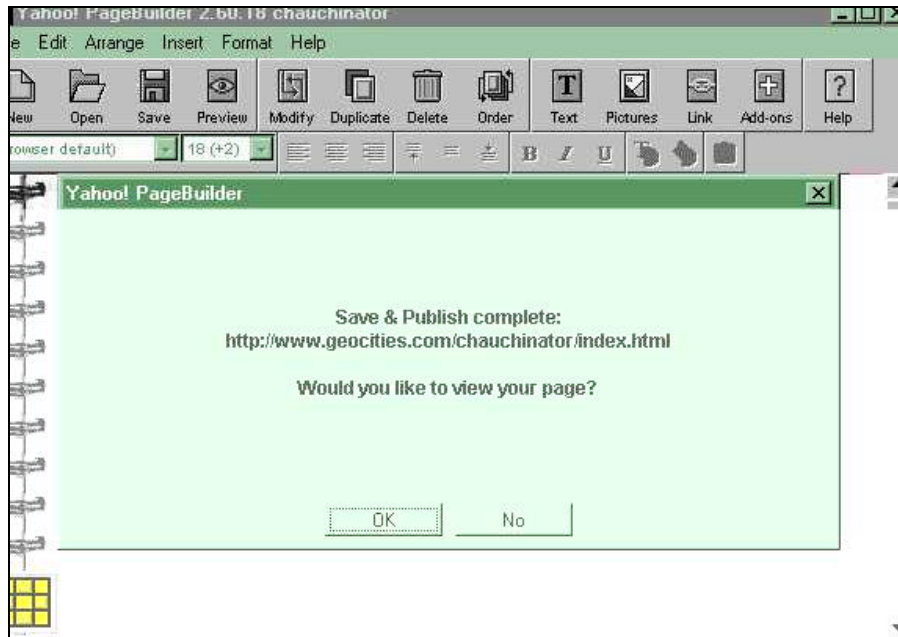 Yahoo! PageBuilder 2.60.18 chauchinator
e Edit Arrange Insert Format Help
New Open Save Preview Modify Duplicate Delete Order Text Pictures Link Add-ons Help
rowser default) 18 (+2) B I U
Yahoo! PageBuilder
Save & Publish complete:
http://www.geocities.com/chauchinator/index.html
Would you like to view your page?
OK No